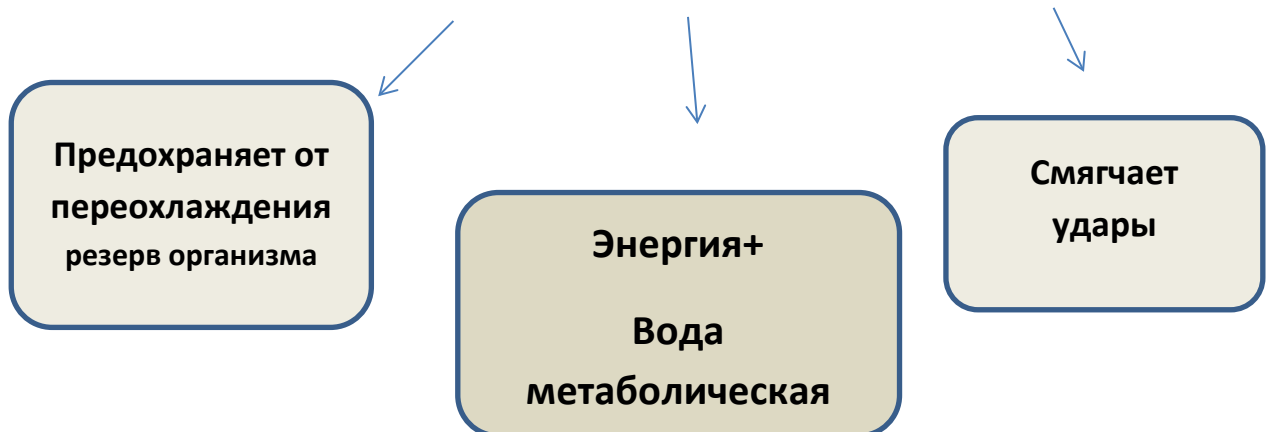 Предохраняет от
переохлаждения
резерв организма
Энергия+
Вода
метаболическая
Смягчает
удары